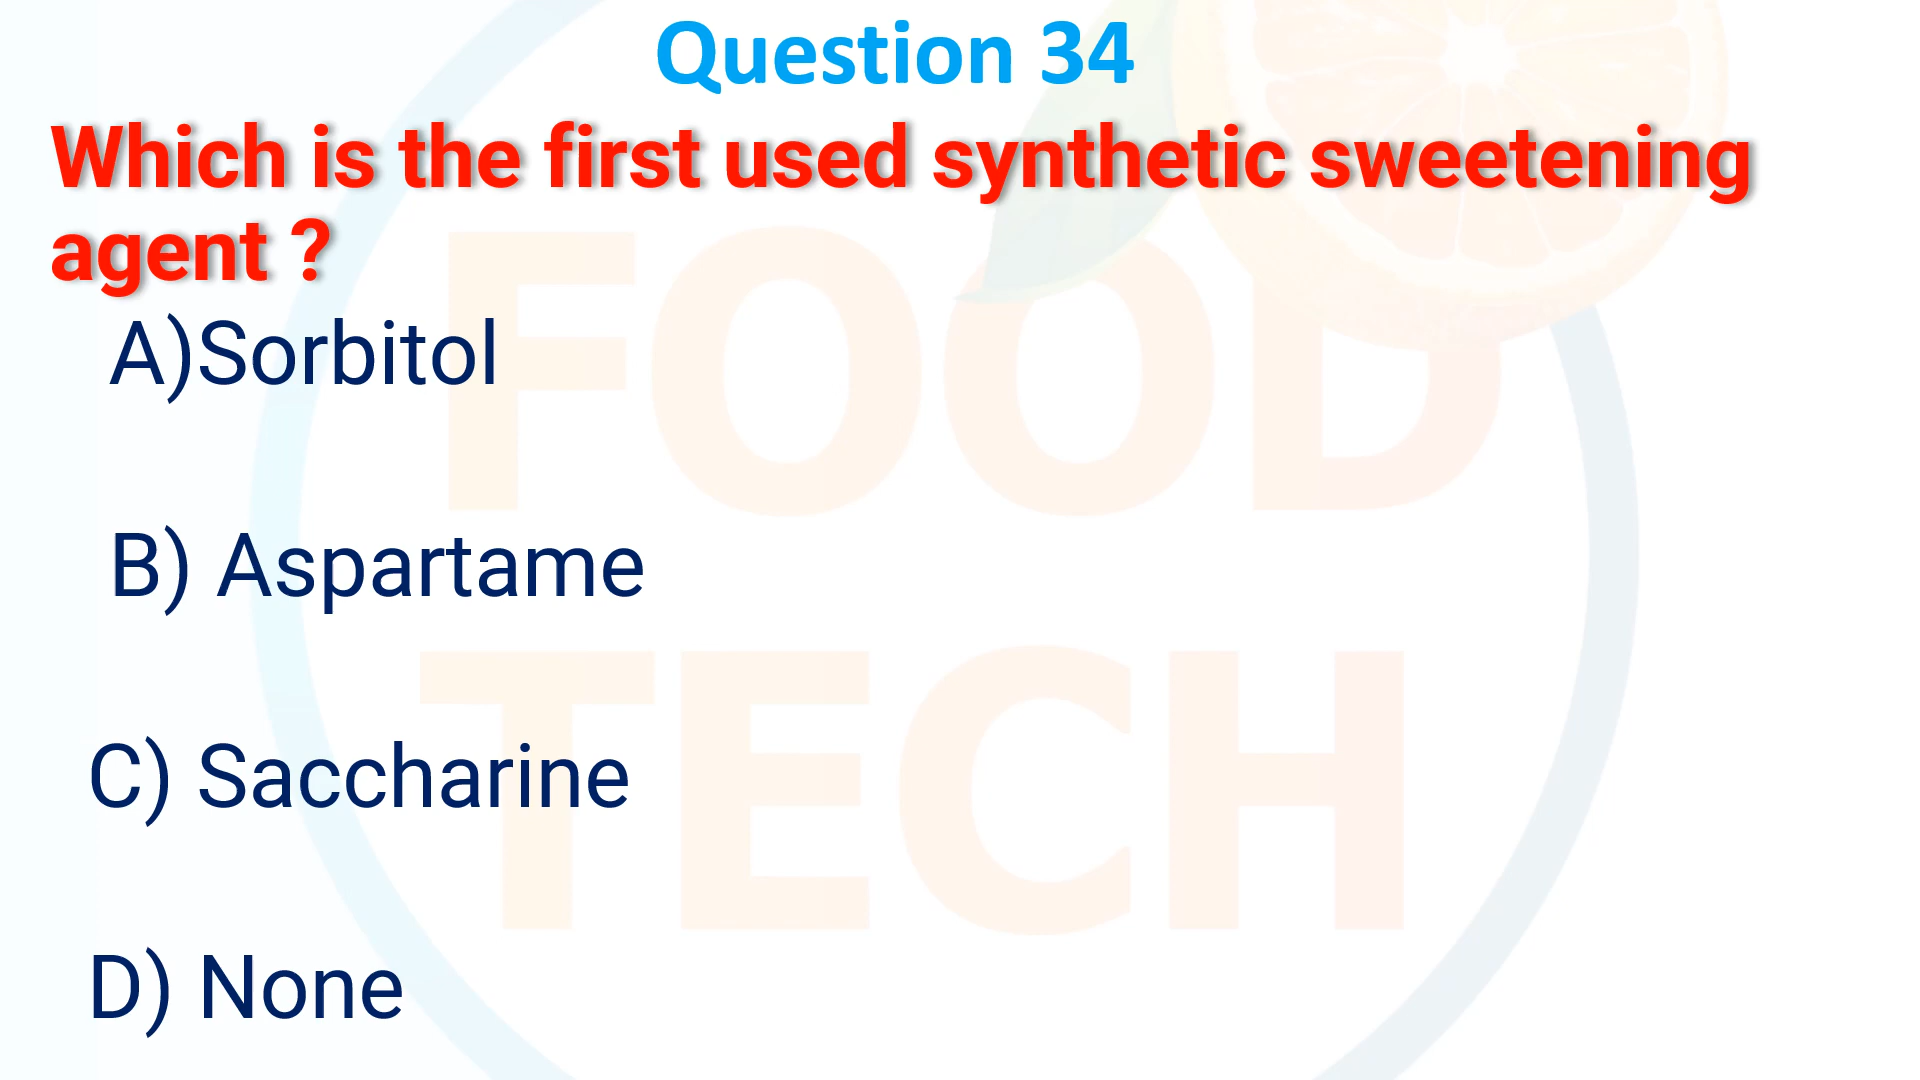 Question 34
Which is the first used synthetic sweetening
agent ?
A)Sorbitol
B) Aspartame
C) Saccharine
D) None
FOOD
TECH